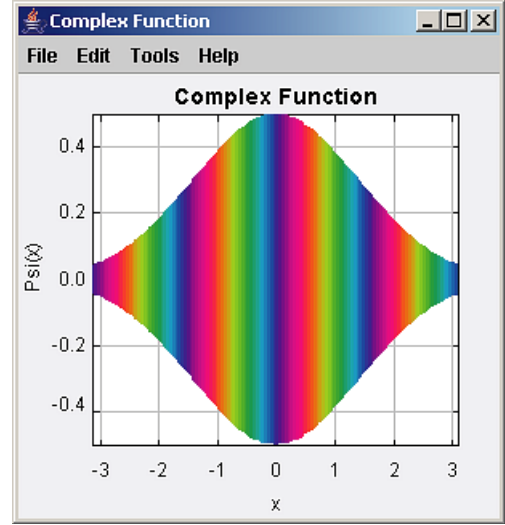 Complex Function
File Edit Tools Help
Complex Function
0.4
0.2
0.0
-0.2
-0.4
Psi(x)
-3 -2 -1 0 1 2 3
x